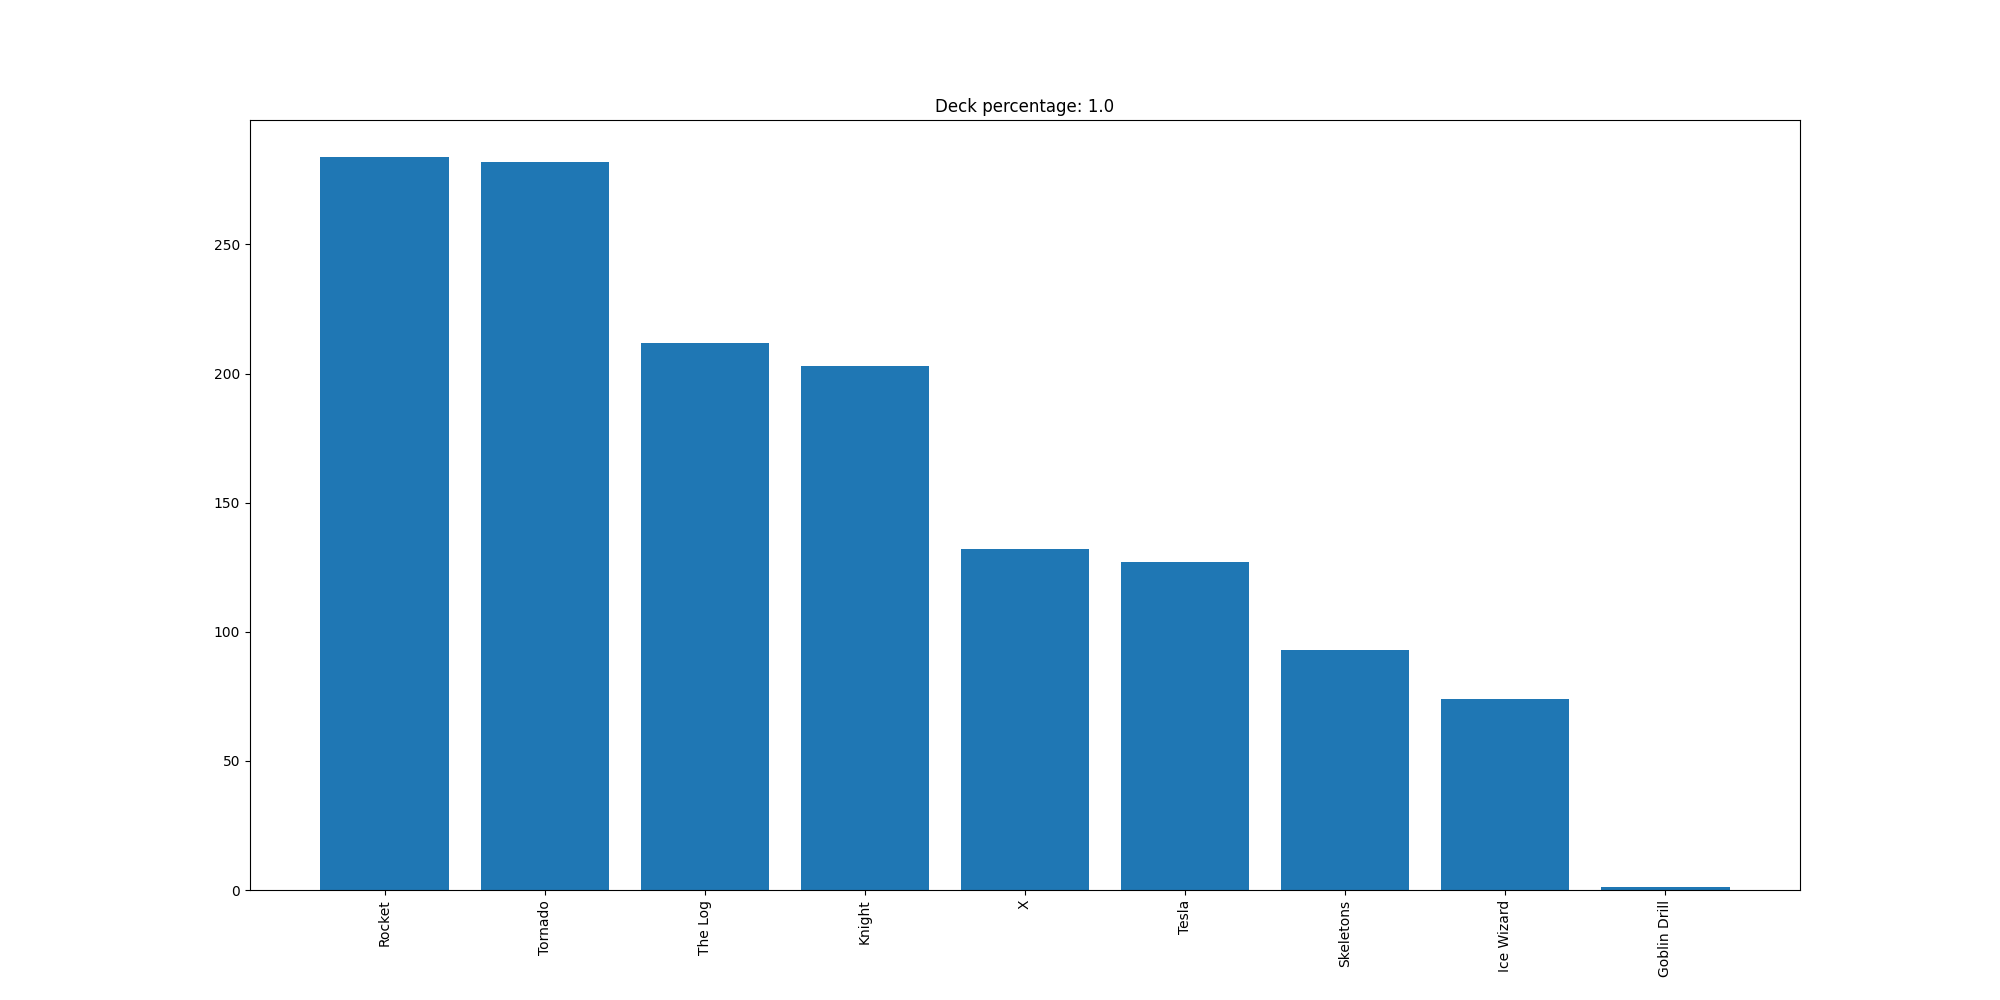 Deck percentage: 1.0
250
200
150
100
50
0
Rocket
Tornado
The Log
Knight
X
Tesla
Skeletons
Ice Wizard
Goblin Drill